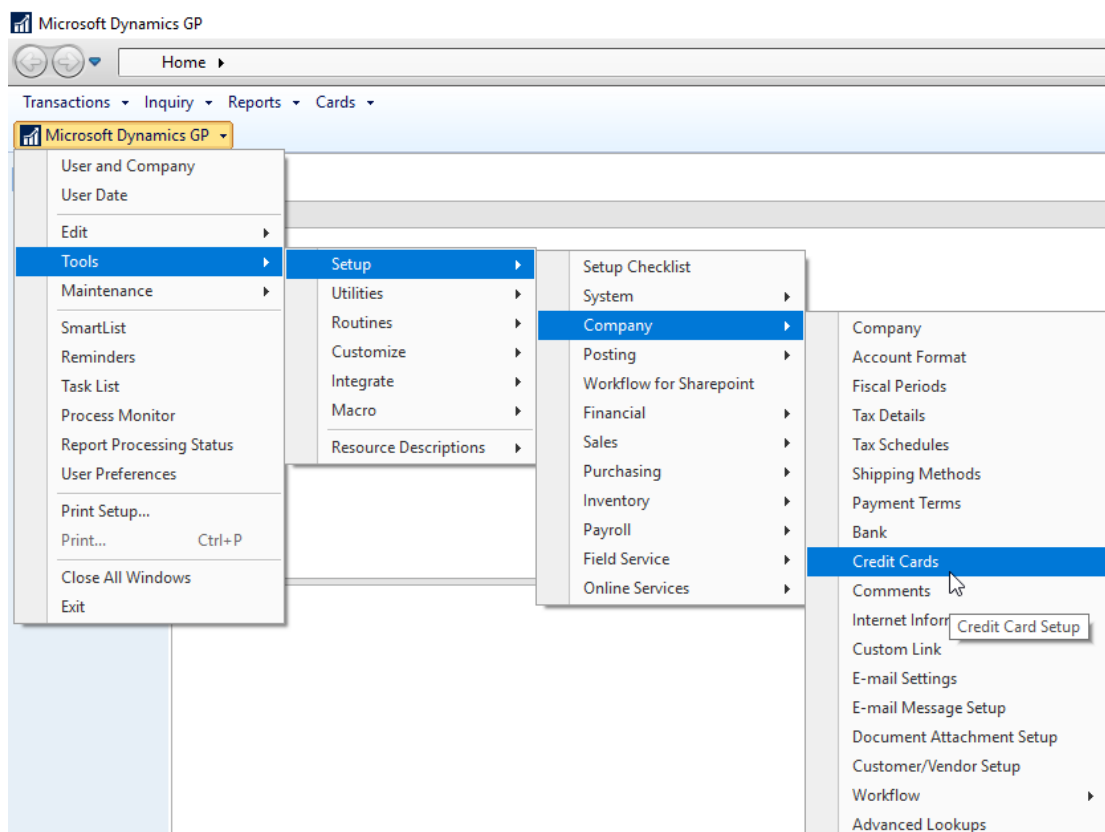 Microsoft Dynamics GP
Home
Transactions Inquiry Reports Cards
Microsoft Dynamics GP
User and Company
User Date
Edit
Tools
Maintenance
SmartList
Reminders
Task List
Process Monitor
Report Processing Status
User Preferences
Print Setup...
Print... Ctrl+P
Close All Windows
Exit
Setup
Utilities
Routines
Customize
Integrate
Macro
Resource Descriptions
Setup Checklist
System
Company
Posting
Workflow for Sharepoint
Financial
Sales
Purchasing
Inventory
Payroll
Field Service
Online Services
Company
Account Format
Fiscal Periods
Tax Details
Tax Schedules
Shipping Methods
Payment Terms
Bank
Credit Cards
Comments
Internet Inforr
Credit Card Setup
Custom Link
E-mail Settings
E-mail Message Setup
Document Attachment Setup
Customer/Vendor Setup
Workflow
Advanced Lookups